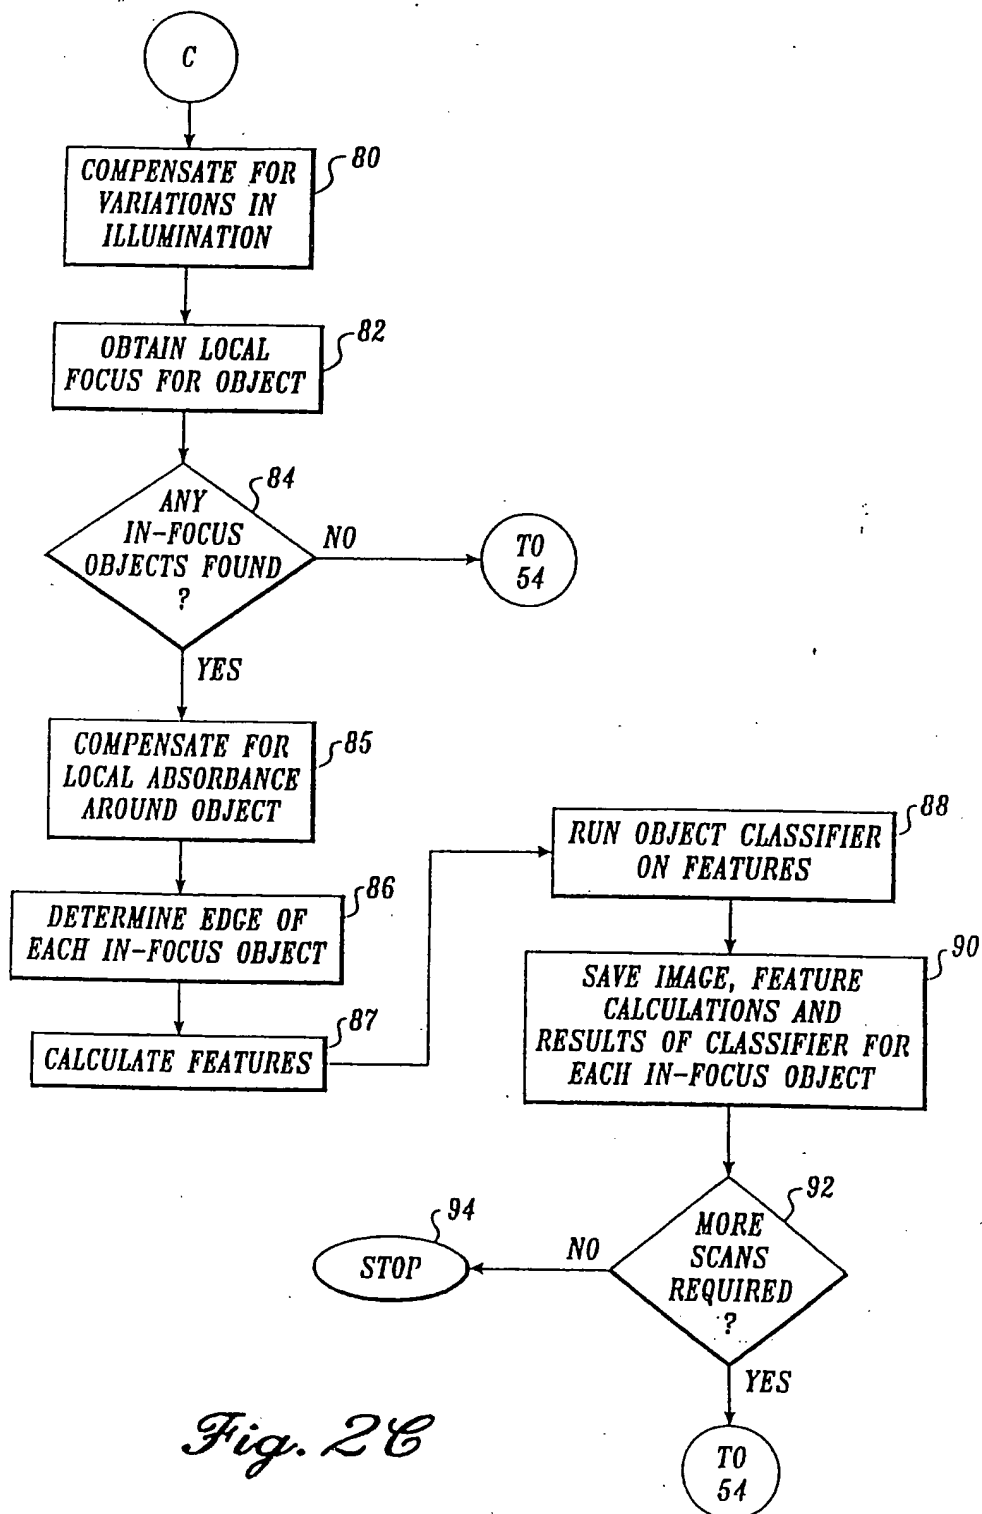 C
COMPENSATE FOR
VARIATIONS IN
ILLUMINATION
80
OBTAIN LOCAL
FOCUS FOR OBJECT
82
ANY
IN-FOCUS
OBJECTS FOUND
?
84
NO
TO
54
YES
COMPENSATE FOR
LOCAL ABSORBANCE
AROUND OBJECT
85
DETERMINE EDGE OF
EACH IN-FOCUS OBJECT
86
CALCULATE FEATURES
87
RUN OBJECT CLASSIFIER
ON FEATURES
88
SAVE IMAGE, FEATURE
CALCULATIONS AND
RESULTS OF CLASSIFIER FOR
EACH IN-FOCUS OBJECT
90
MORE
SCANS
REQUIRED
?
92
NO
STOP
94
YES
TO
54
Fig. 2C